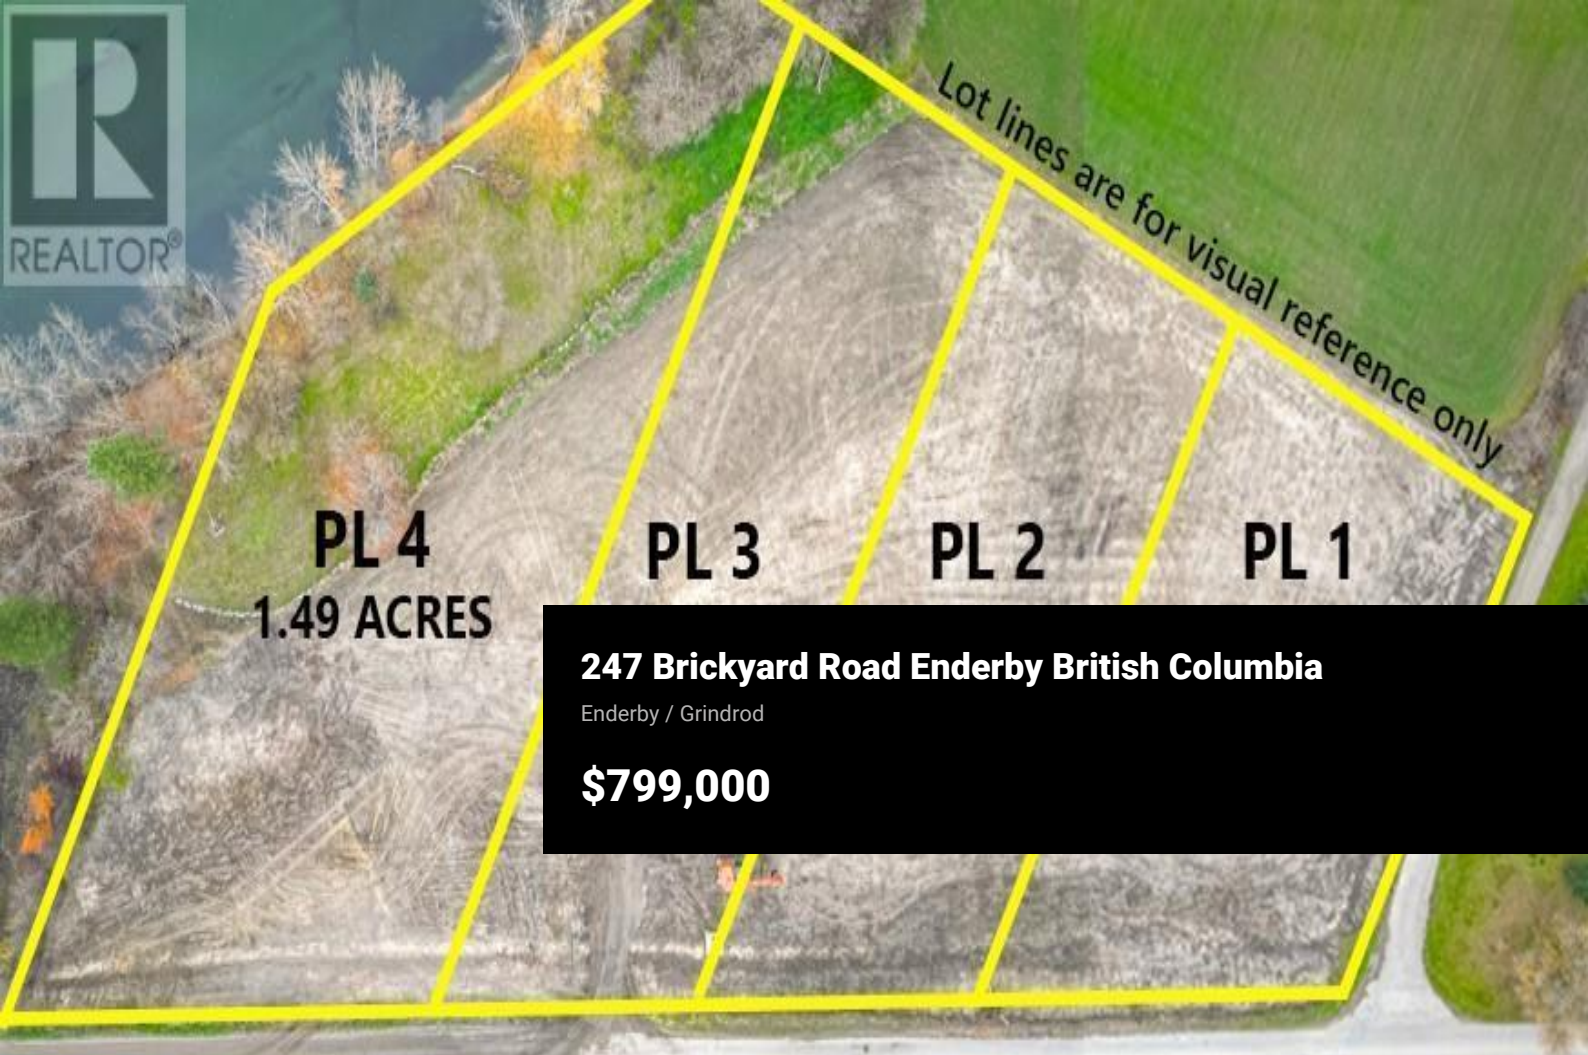 REALTOR®
Lot lines are for visual reference only
PL 4
1.49 ACRES
PL 3
PL 2
PL 1
247 Brickyard Road Enderby British Columbia
Enderby / Grindrod
$799,000